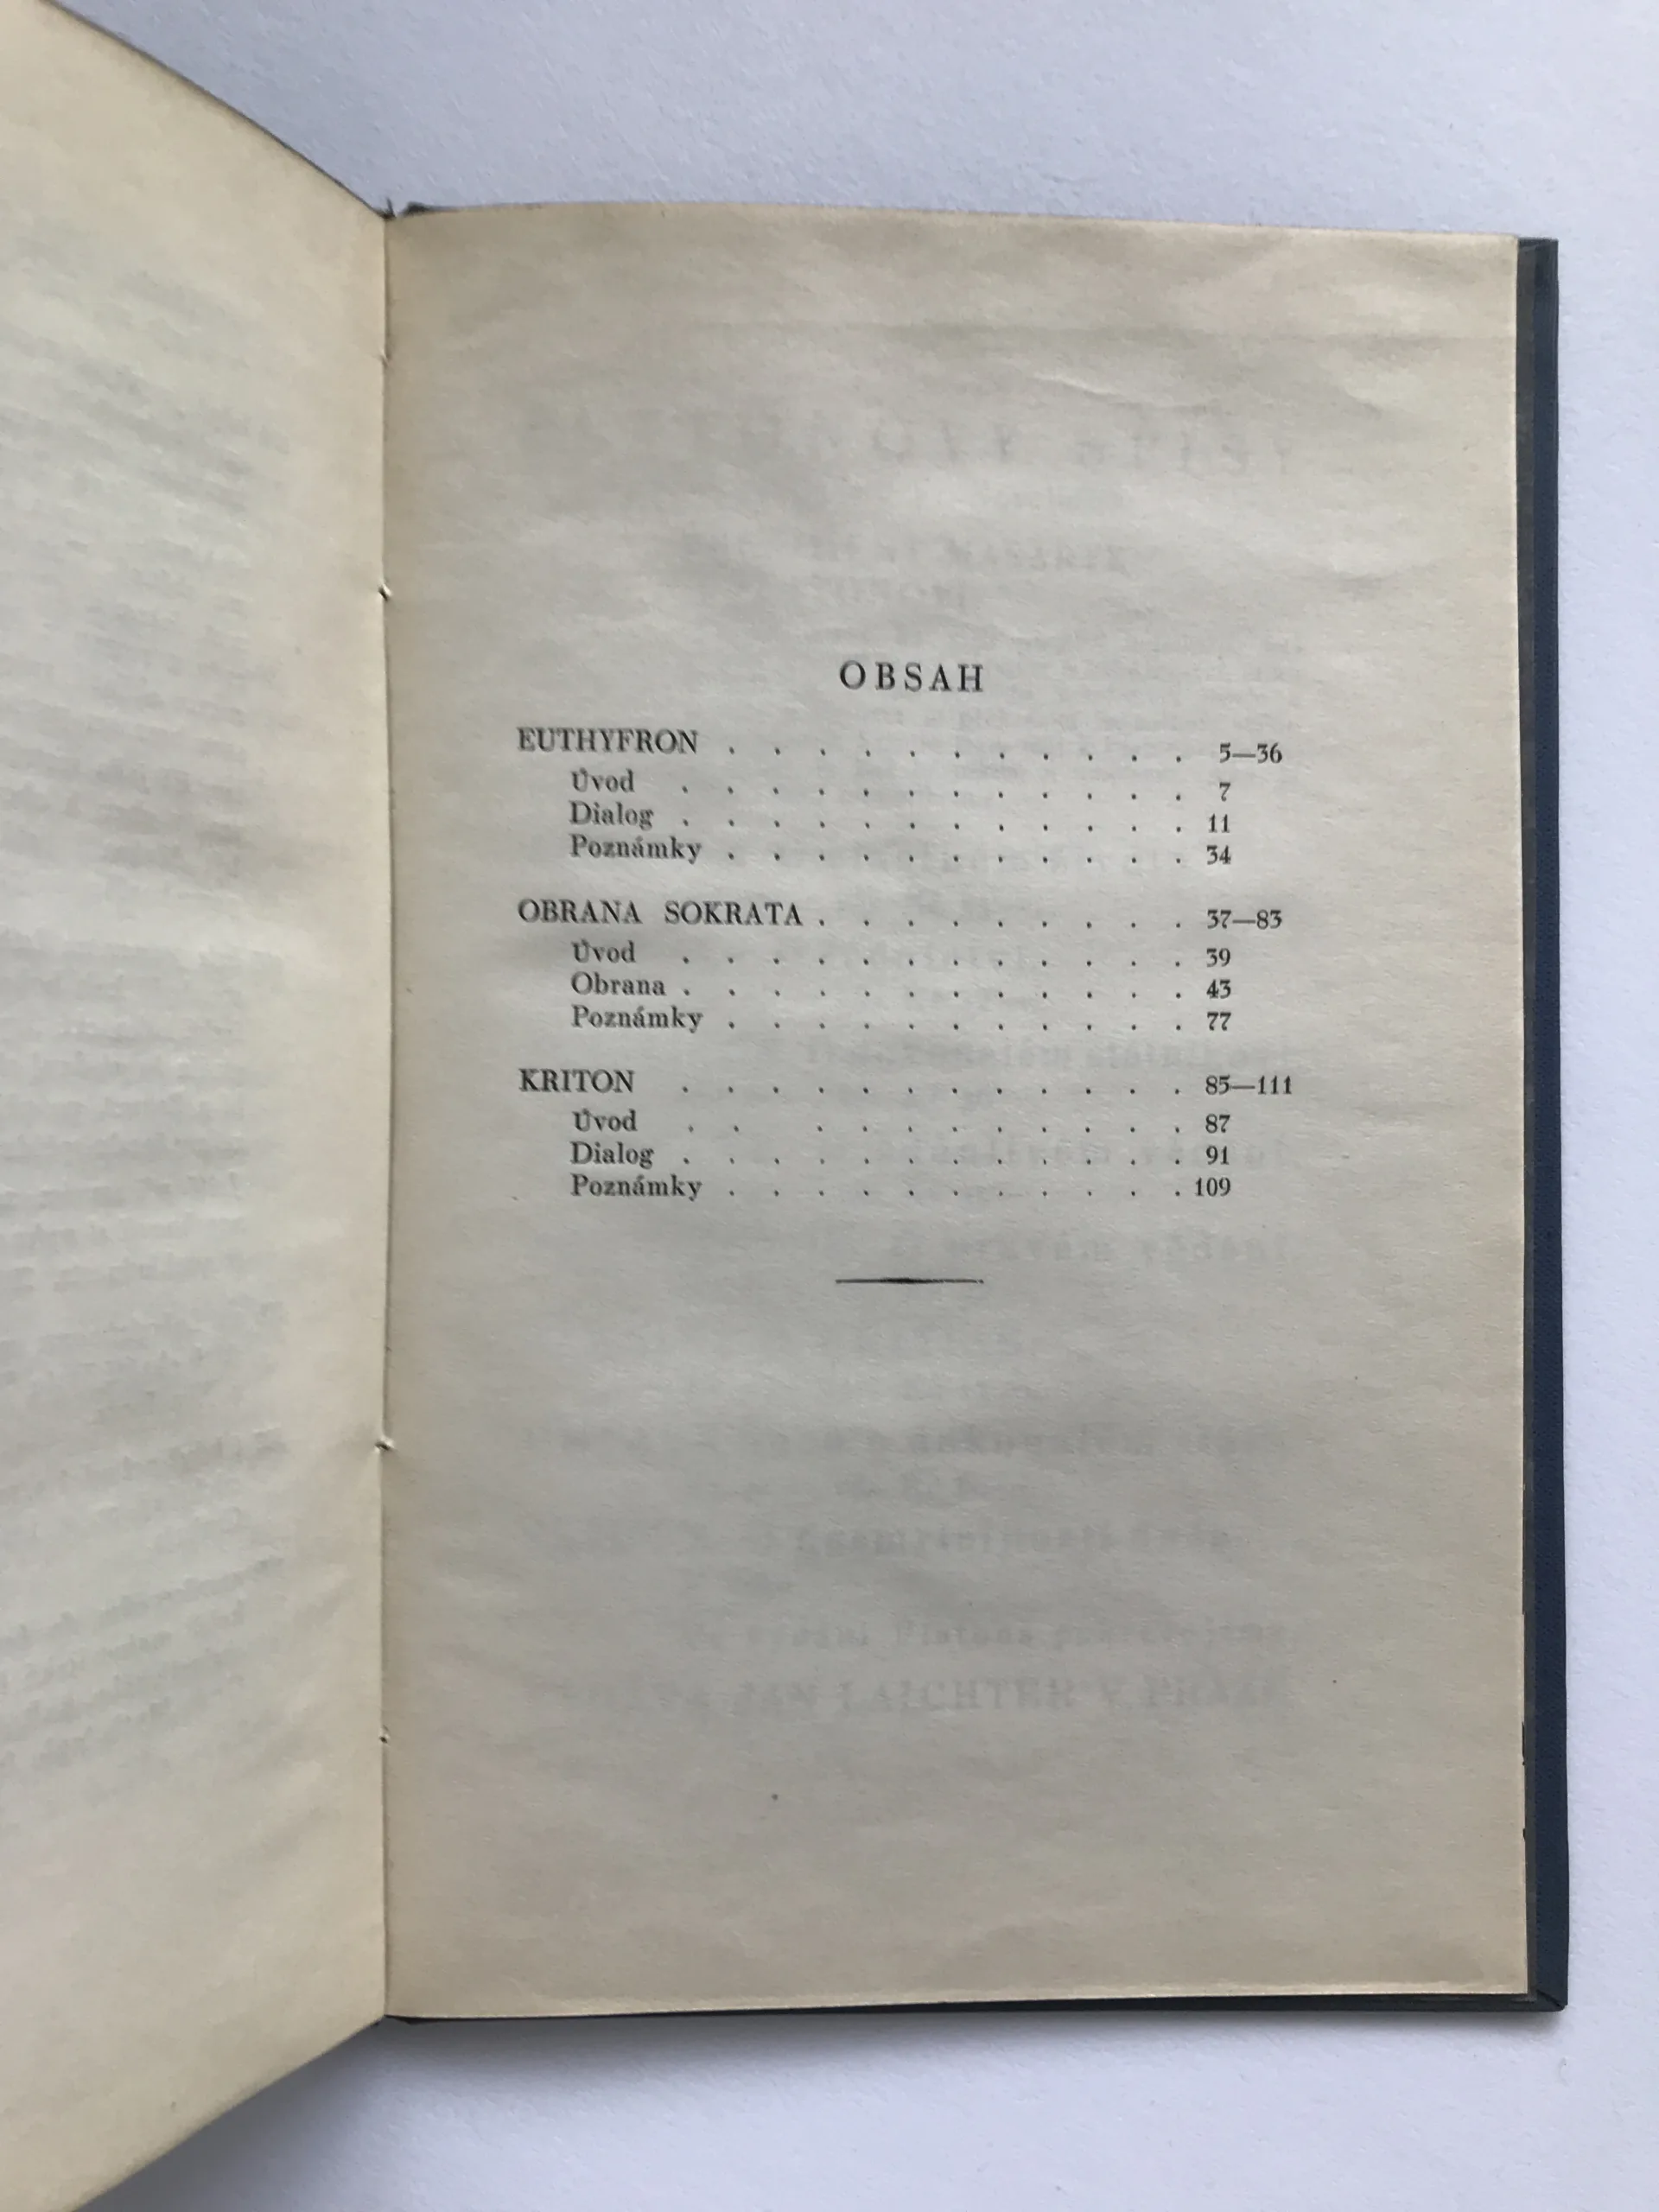 OBSAH
EUTHYFRON . . . . . . . . . . . 5—36
Úvod . . . . . . . . . . . . 7
Dialog . . . . . . . . . . . . 11
Poznámky . . . . . . . . . . . 34
OBRANA SOKRATA . . . . . . . . . 37—83
Úvod . . . . . . . . . . . . 39
Obrana . . . . . . . . . . . . 43
Poznámky . . . . . . . . . . . 77
KRITON . . . . . . . . . . . . 85—111
Úvod . . . . . . . . . . . 87
Dialog . . . . . . . . . . . . 91
Poznámky . . . . . . . . . . . 109